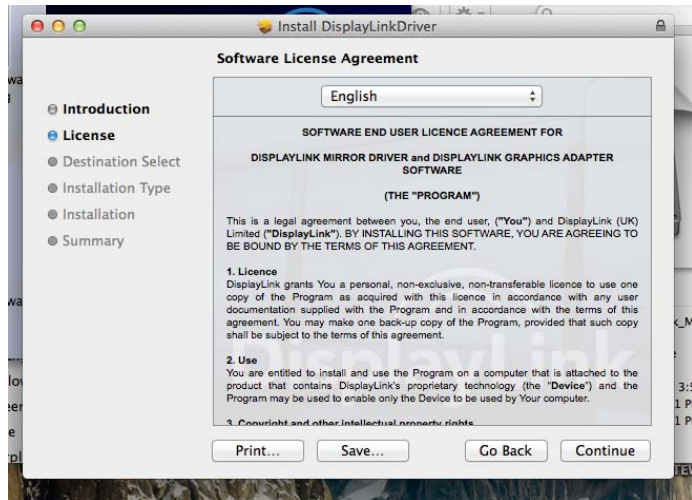 Install DisplayLinkDriver
Software License Agreement
Introduction
License
Destination Select
Installation Type
Installation
Summary
English
SOFTWARE END USER LICENCE AGREEMENT FOR
DISPLAYLINK MIRROR DRIVER and DISPLAYLINK GRAPHICS ADAPTER
SOFTWARE
(THE "PROGRAM")
This is a legal agreement between you, the end user, ("You") and DisplayLink (UK)
Limited ("DisplayLink"). BY INSTALLING THIS SOFTWARE, YOU ARE AGREEING TO
BE BOUND BY THE TERMS OF THIS AGREEMENT.
1. Licence
DisplayLink grants You a personal, non-exclusive, non-transferable licence to use one
copy of the Program as acquired with this licence in accordance with any user
documentation supplied with the Program and in accordance with the terms of this
agreement. You may make one back-up copy of the Program, provided that such copy
shall be subject to the terms of this agreement.
2. Use
You are entitled to install and use the Program on a computer that is attached to the
product that contains DisplayLink's proprietary technology (the "Device") and the
Program may be used to enable only the Device to be used by Your computer.
3. Copyright and other intellectual property rights
DisplayLink
Print...
Save...
Go Back
Continue